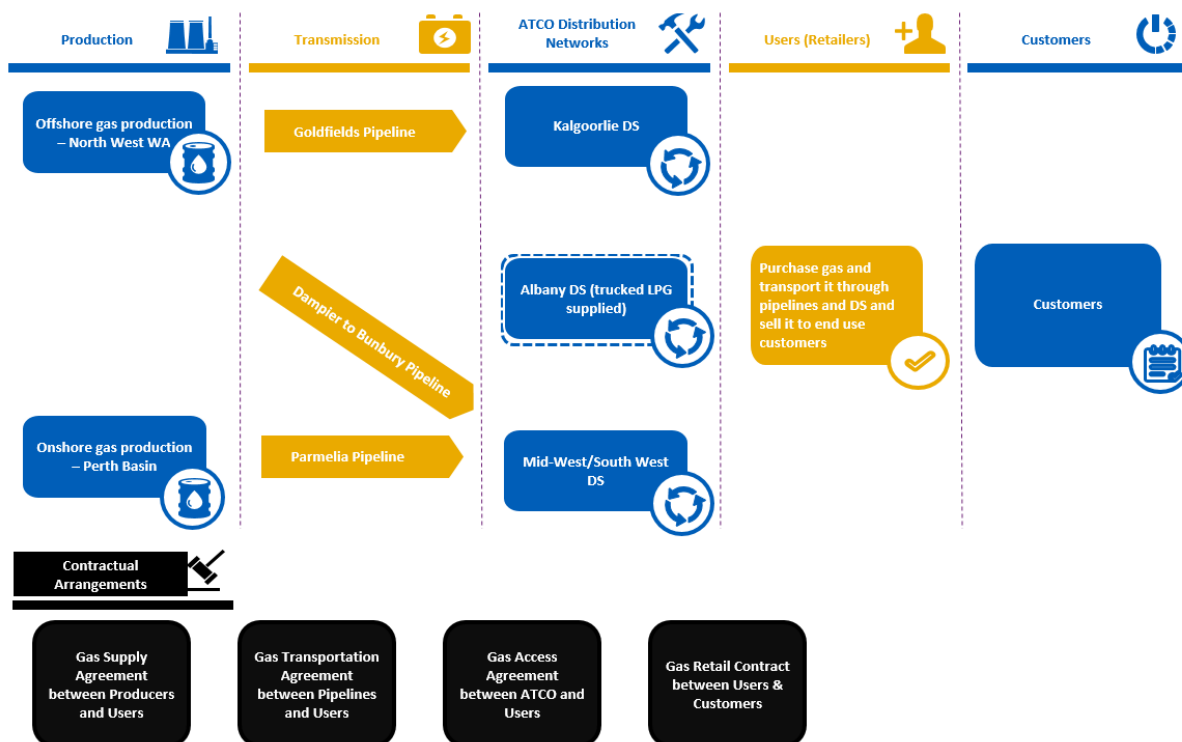 Production
Transmission
ATCO Distribution
Networks
Users (Retailers)
Customers
Offshore gas production
– North West WA
Goldfields Pipeline
Kalgoorlie DS
Dampier to Bunbury Pipeline
Albany DS (trucked LPG
supplied)
Purchase gas and
transport it through
pipelines and DS and
sell it to end use
customers
Customers
Onshore gas production
– Perth Basin
Parmelia Pipeline
Mid-West/South West
DS
Contractual
Arrangements
Gas Supply
Agreement
between Producers
and Users
Gas Transportation
Agreement
between Pipelines
and Users
Gas Access
Agreement
between ATCO and
Users
Gas Retail Contract
between Users &
Customers